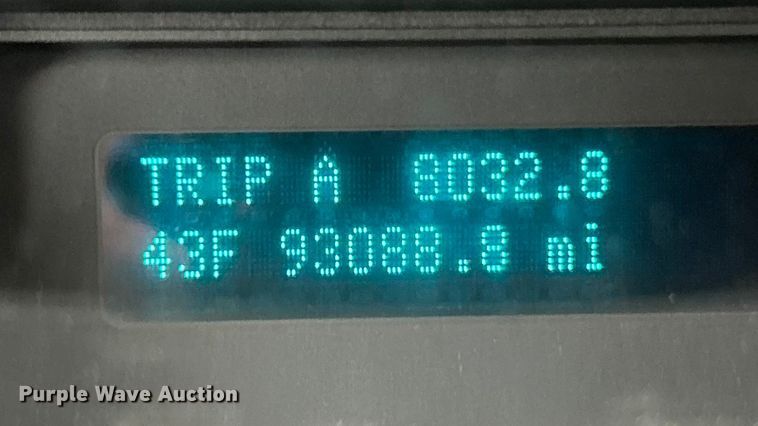 TRIP A 8032.8
43F 93088.8 mi
Purple Wave Auction